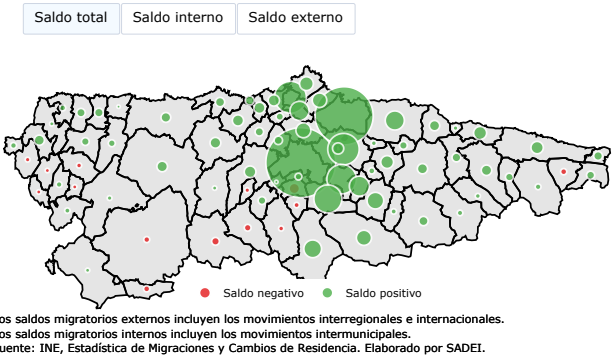 Saldo total Saldo interno Saldo externo
Saldo negativo Saldo positivo
os saldos migratorios externos incluyen los movimientos interregionales e internacionales.
os saldos migratorios internos incluyen los movimientos intermunicipales.
uente: INE, Estadística de Migraciones y Cambios de Residencia. Elaborado por SADEI.